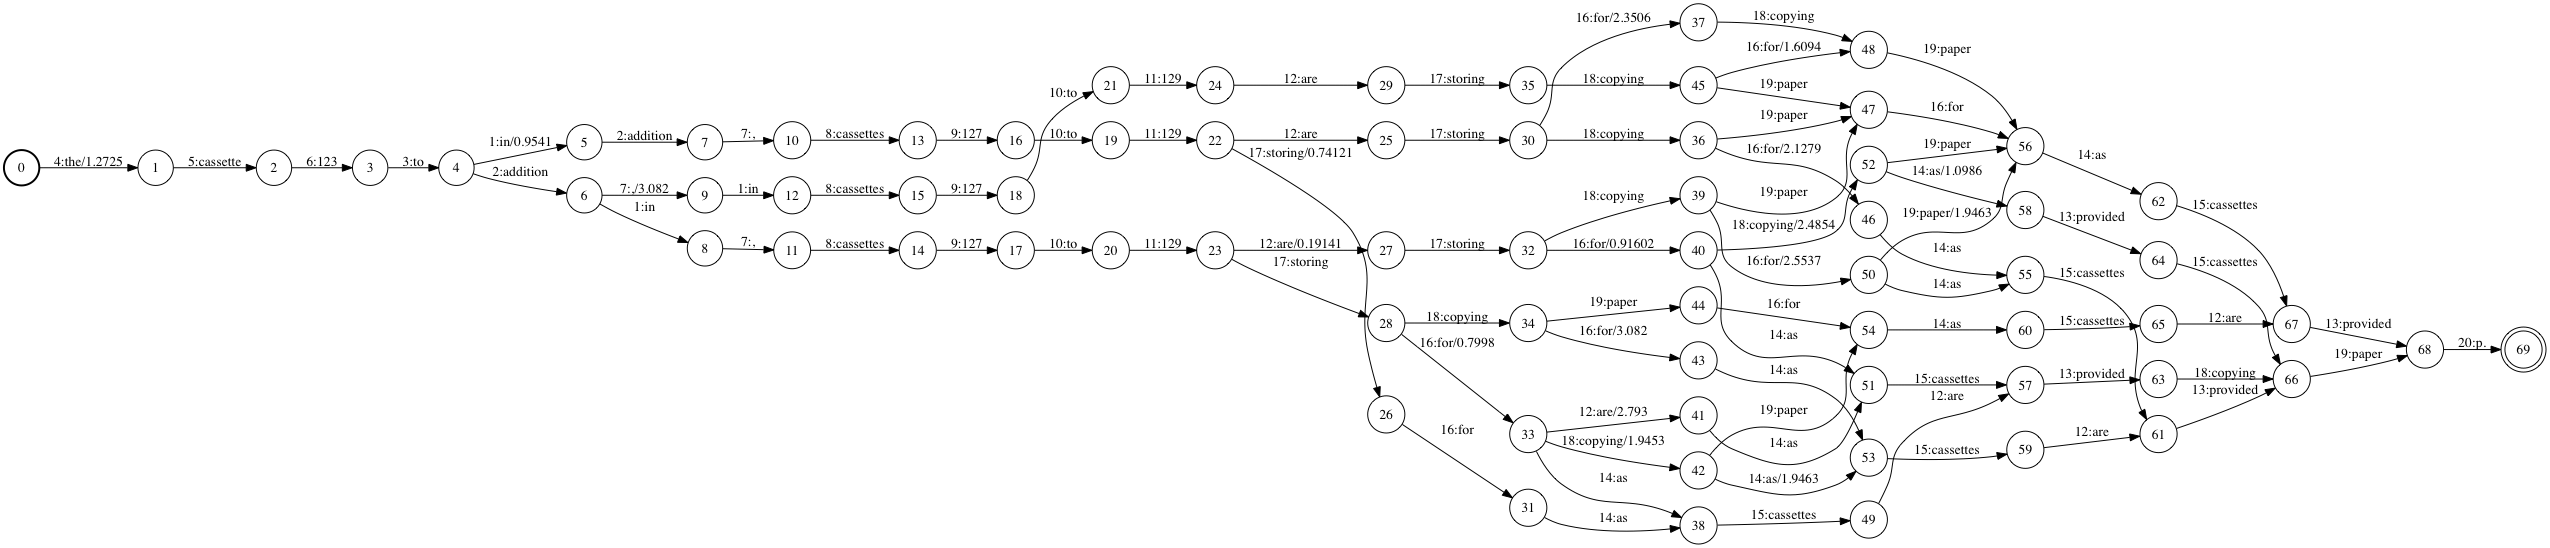 0 4:the/1.2725 1 5:cassette 2 6:123 3 3:to 4
1:in/0.9541 5 2:addition 7 7:, 10 8:cassettes 13 9:127 16 10:to 19 11:129 22
2:addition 6 7:,/3.082 9 1:in 12 8:cassettes 15 9:127 18
1:in 8 7:, 11 8:cassettes 14 9:127 17 10:to 20 11:129 23
10:to 21 11:129 24 12:are 29 17:storing 35 18:copying 45
12:are 25 17:storing 30 18:copying 36
17:storing/0.74121
12:are/0.19141 27 17:storing 32 16:for/0.91602 40
17:storing
28 18:copying 34 19:paper 44
16:for/0.7998
16:for/3.082 43
26 16:for 31 14:as 38
33 12:are/2.793 41
18:copying/1.9453 42
14:as
16:for/2.3506 37 18:copying 48 19:paper
16:for/1.6094
19:paper 47 16:for
19:paper
16:for/2.1279 46 14:as
18:copying 39 19:paper
16:for/2.5537 50 14:as 55 15:cassettes
19:paper/1.9463
18:copying/2.4854 52 19:paper 56 14:as 62 15:cassettes
14:as/1.0986 58 13:provided 64 15:cassettes
14:as 51 15:cassettes 57 13:provided 63 18:copying 66 19:paper
16:for 54 14:as 60 15:cassettes 65 12:are 67 13:provided 68 20:p. 69
14:as 53 15:cassettes 59 12:are 61 13:provided
14:as
19:paper
14:as/1.9463
15:cassettes 49 12:are